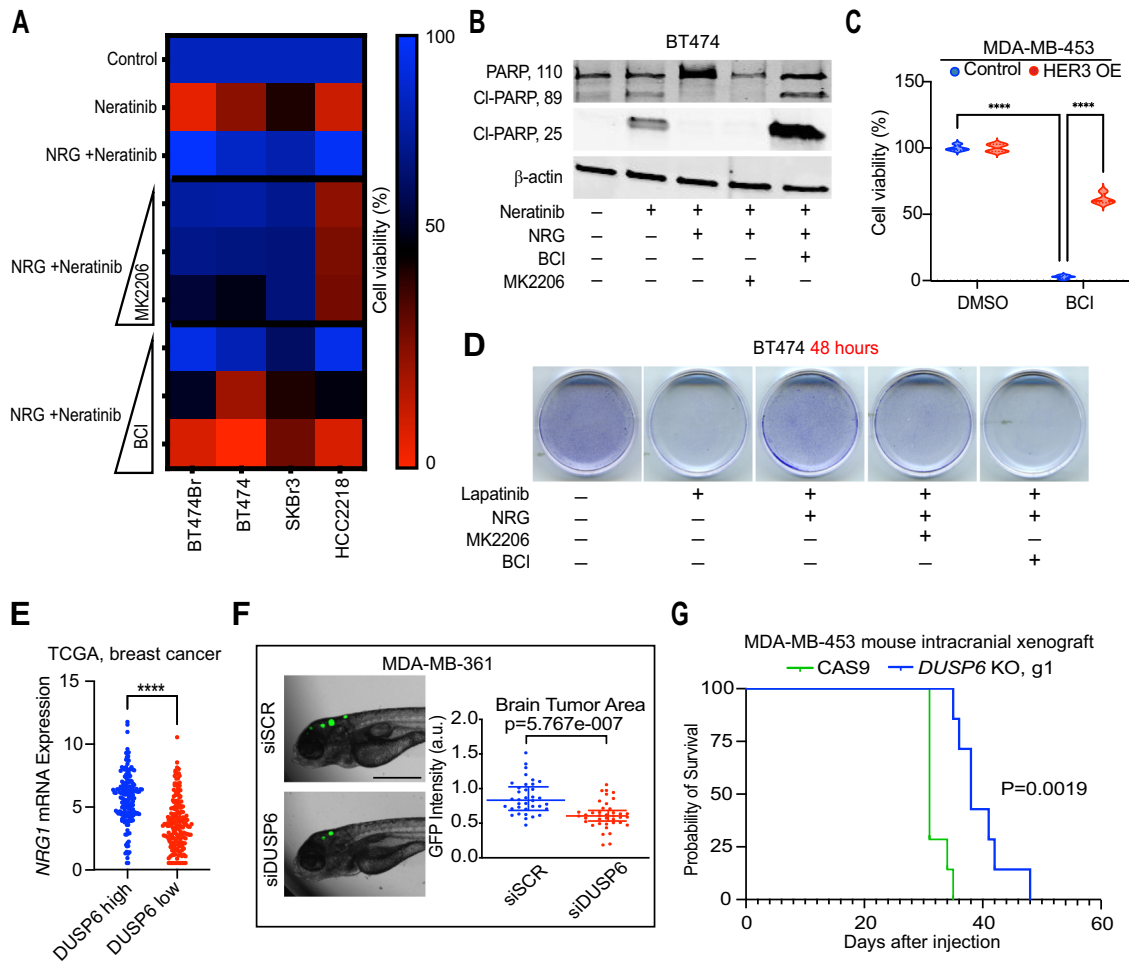 A
Control
Neratinib
NRG +Neratinib
NRG +Neratinib
MK2206
NRG +Neratinib
BCI
BT474Br
BT474
SKBr3
HCC2218
100
50
0
Cell viability (%)
B
BT474
PARP, 110
Cl-PARP, 89
Cl-PARP, 25
β-actin
Neratinib – + + + +
NRG – – + + +
BCI – – – – +
MK2206 – – – + –
C
MDA-MB-453
Control HER3 OE
Cell viability (%)
150
100
50
0
****
****
DMSO
BCI
D
BT474 48 hours
Lapatinib – + + + +
NRG – – + + +
MK2206 – – – + –
BCI – – – – +
E
TCGA, breast cancer
NRG1 mRNA Expression
15
10
5
0
****
DUSP6 high
DUSP6 low
F
MDA-MB-361
siSCR
siDUSP6
Brain Tumor Area
p=5.767e-007
GFP Intensity (a.u.)
2.0
1.5
1.0
0.5
0.0
siSCR
siDUSP6
G
MDA-MB-453 mouse intracranial xenograft
CAS9 DUSP6 KO, g1
Probability of Survival
100
75
50
25
0
P=0.0019
0 20 40 60
Days after injection